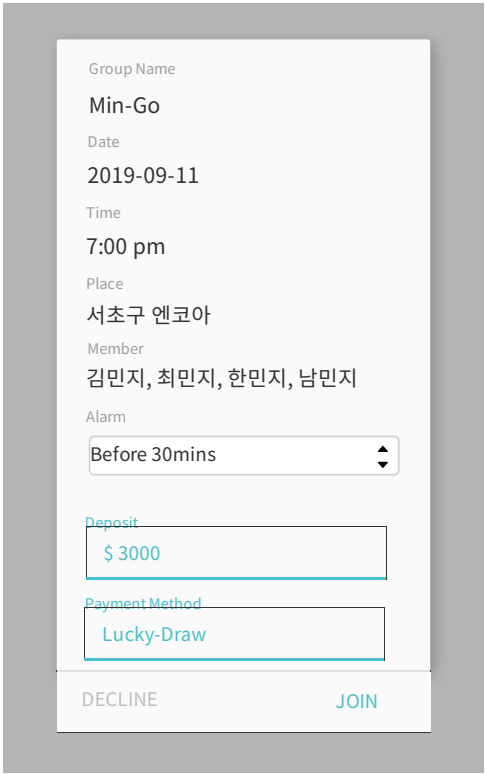 Group Name
Min-Go
Date
2019-09-11
Time
7:00 pm
Place
서초구 엔코아
Member
김민지, 최민지, 한민지, 남민지
Alarm
Before 30mins
Deposit
$ 3000
Payment Method
Lucky-Draw
DECLINE JOIN